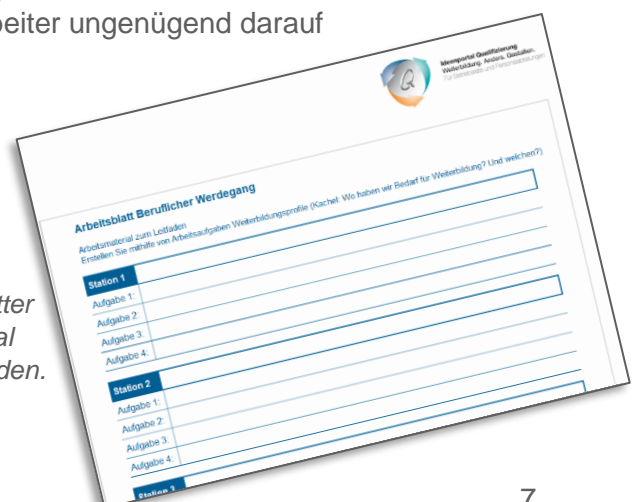 beiter ungenügend darauf
Ideenportal Qualifizierung
Weiterbildung. Anders. Gestalten.
Für Betriebsräte und Personalabteilungen
Q
Arbeitsblatt Beruflicher Werdegang
Arbeitsmaterial zum Leitfaden
Erstellen Sie mithilfe von Arbeitsaufgaben Weiterbildungsprofile (Kachel: Wo haben wir Bedarf für Weiterbildung? Und welchen?)
Station 1
Aufgabe 1:
Aufgabe 2:
Aufgabe 3:
Aufgabe 4:
tter
al
den.
Station 2
Aufgabe 1:
Aufgabe 2:
Aufgabe 3:
Aufgabe 4:
Station 3
7